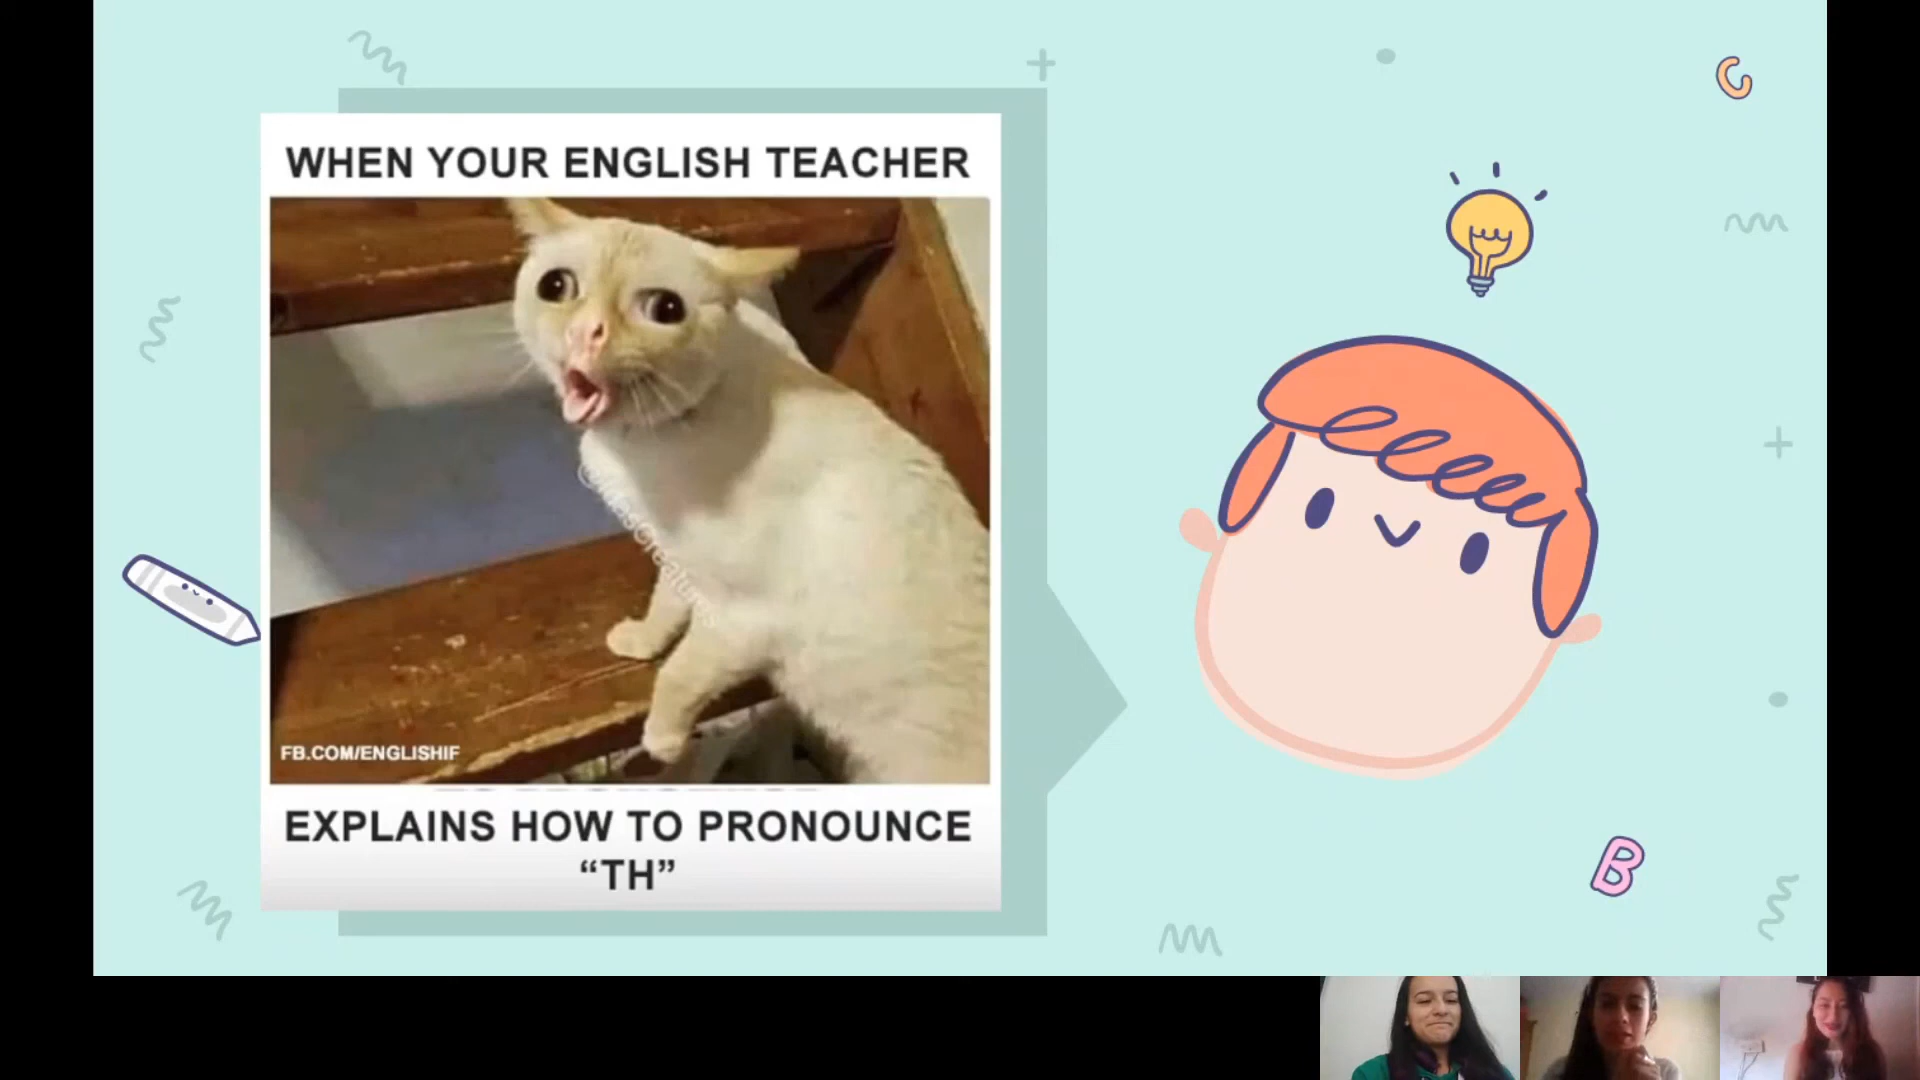 WHEN YOUR ENGLISH TEACHER
FB.COM/ENGLISHIF
EXPLAINS HOW TO PRONOUNCE
“TH”
C
B